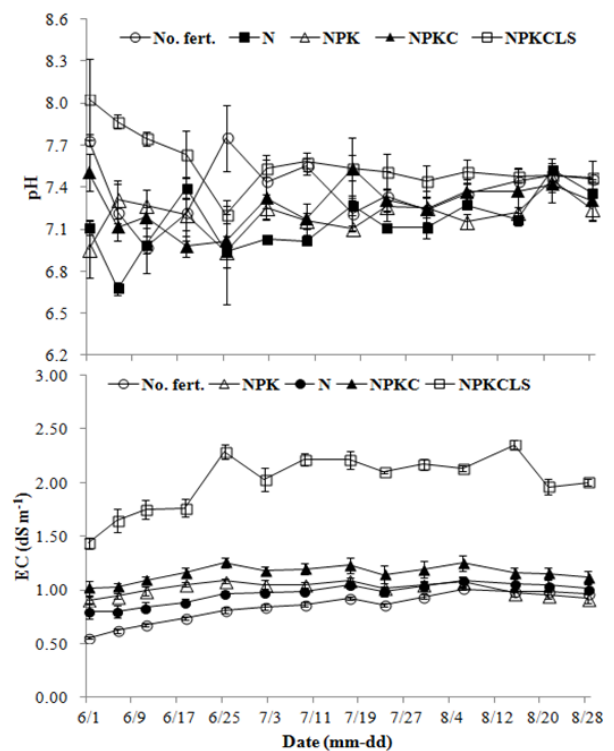 8.6
No. fert. N NPK NPKC NPKCLS
8.3
8.0
7.7
pH
7.4
7.1
6.8
6.5
6.2
3.00
No. fert. NPK N NPKC NPKCLS
2.50
2.00
EC (dS m-1)
1.50
1.00
0.50
0.00
6/1 6/9 6/17 6/25 7/3 7/11 7/19 7/27 8/4 8/12 8/20 8/28
Date (mm-dd)